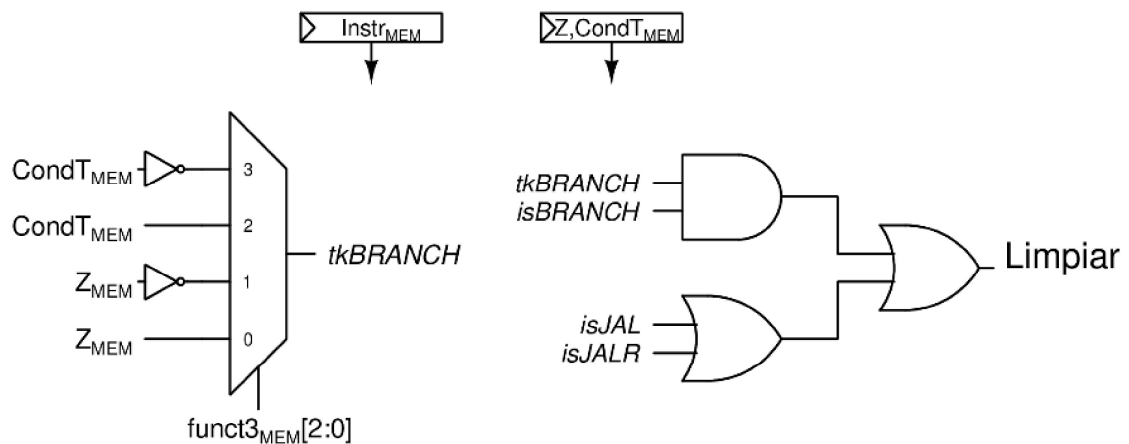 Instr_MEM
Z,CondT_MEM
CondT_MEM
3
CondT_MEM
2
tkBRANCH
Z_MEM
1
Z_MEM
0
funct3_MEM[2:0]
tkBRANCH
isBRANCH
Limpiar
isJAL
isJALR